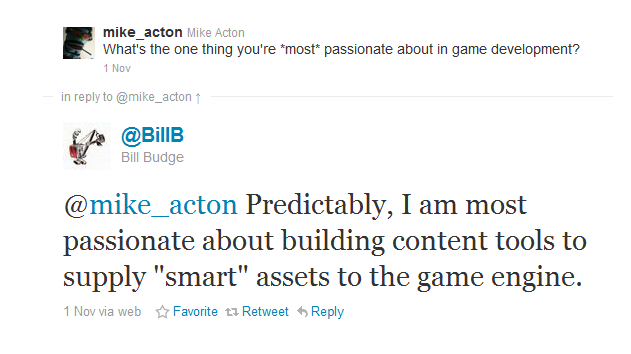 mike_acton Mike Acton
What's the one thing you're *most* passionate about in game development?
1 Nov
in reply to @mike_acton ↑
@BillB
Bill Budge
@mike_acton Predictably, I am most
passionate about building content tools to
supply "smart" assets to the game engine.
1 Nov via web Favorite Retweet Reply